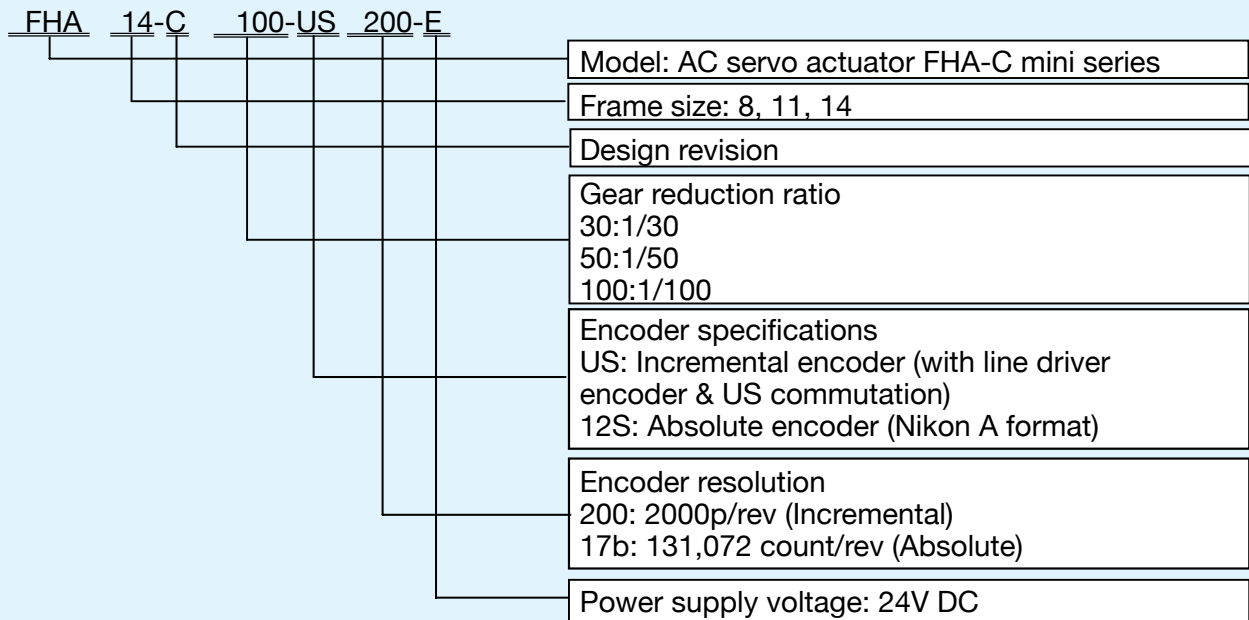 FHA 14-C 100-US 200-E
Model: AC servo actuator FHA-C mini series
Frame size: 8, 11, 14
Design revision
Gear reduction ratio
30:1/30
50:1/50
100:1/100
Encoder specifications
US: Incremental encoder (with line driver
encoder & US commutation)
12S: Absolute encoder (Nikon A format)
Encoder resolution
200: 2000p/rev (Incremental)
17b: 131,072 count/rev (Absolute)
Power supply voltage: 24V DC